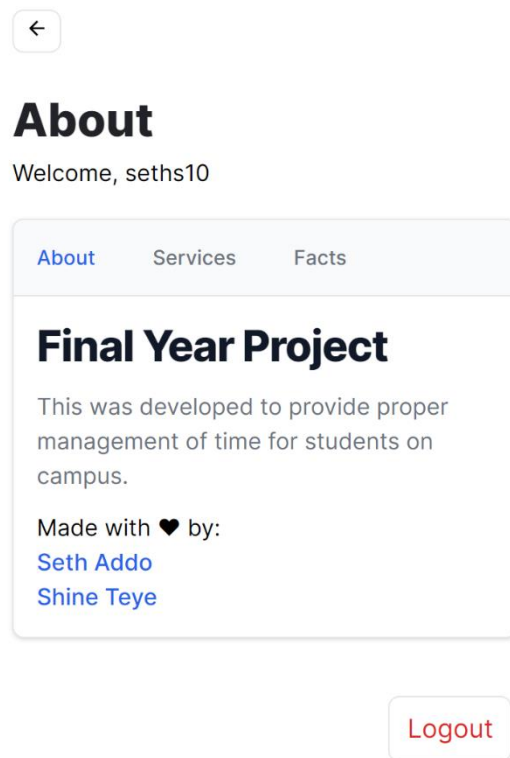 ←
About
Welcome, seths10
About Services Facts
Final Year Project
This was developed to provide proper
management of time for students on
campus.
Made with ♥ by:
Seth Addo
Shine Teye
Logout